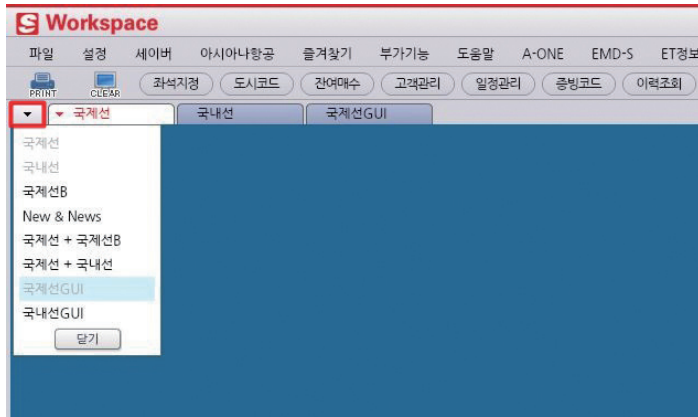 S Workspace
파일 설정 세이버 아시아나항공 즐겨찾기 부가기능 도움말 A-ONE EMD-S ET정보
PRINT CLEAR 좌석지정 도시코드 잔여매수 고객관리 일정관리 증빙코드 이력조회
국제선 국내선 국제선GUI
국제선
국내선
국제선B
New & News
국제선 + 국제선B
국제선 + 국내선
국제선GUI
국내선GUI
닫기